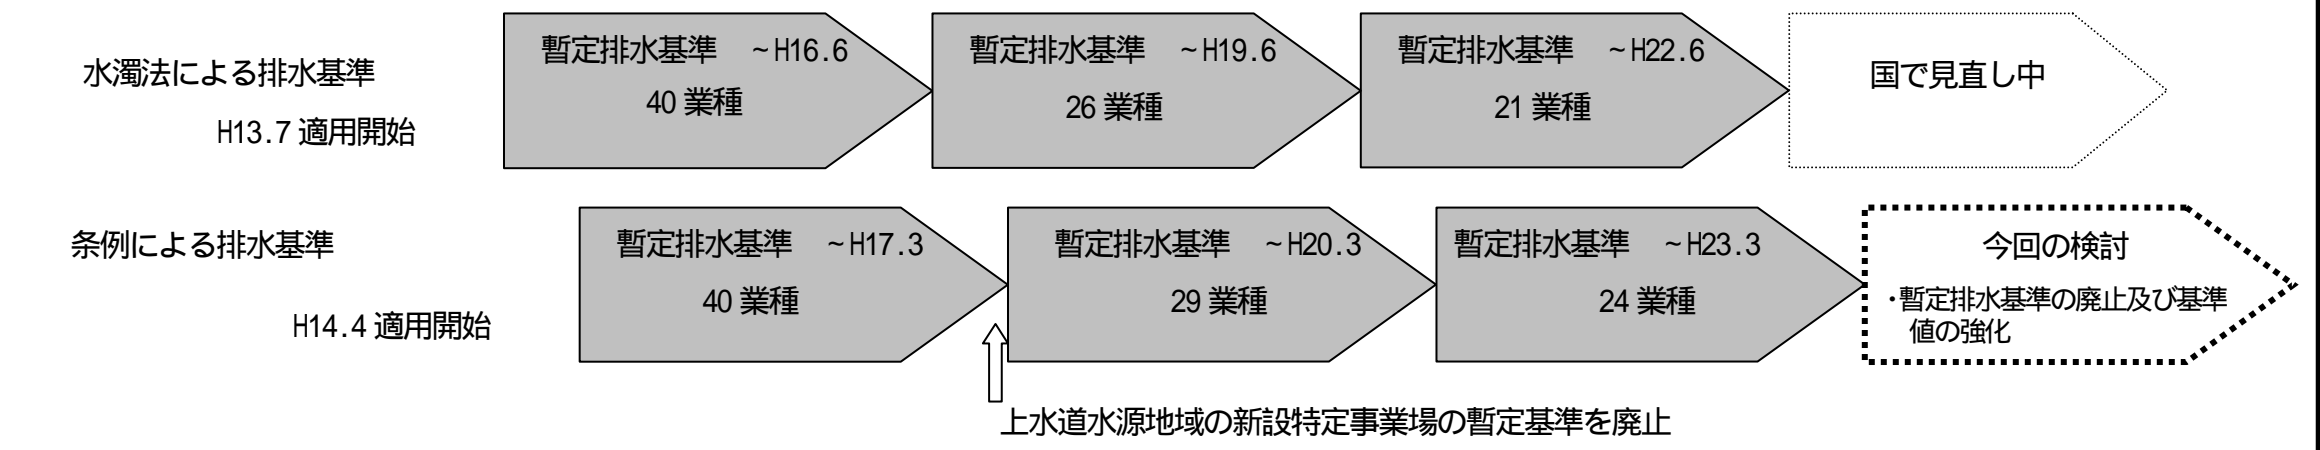 水濁法による排水基準
H13.7 適用開始
暫定排水基準 ~H16.6
40 業種
暫定排水基準 ~H19.6
26 業種
暫定排水基準 ~H22.6
21 業種
国で見直し中
条例による排水基準
H14.4 適用開始
暫定排水基準 ~H17.3
40 業種
暫定排水基準 ~H20.3
29 業種
暫定排水基準 ~H23.3
24 業種
今回の検討
・暫定排水基準の廃止及び基準
値の強化
上水道水源地域の新設特定事業場の暫定基準を廃止